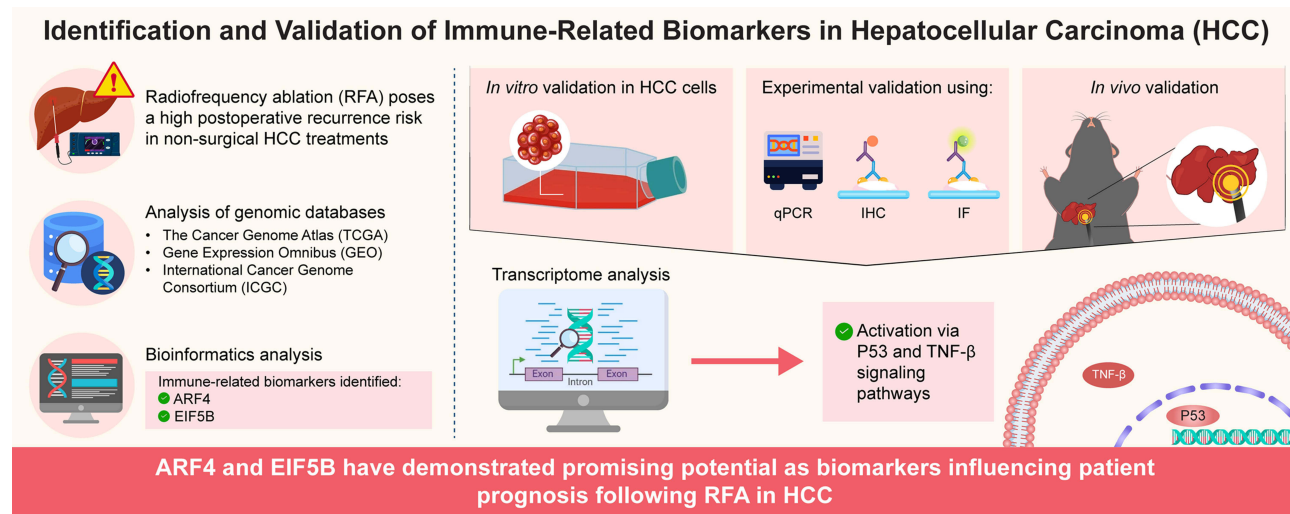 Identification and Validation of Immune-Related Biomarkers in Hepatocellular Carcinoma (HCC)
Radiofrequency ablation (RFA) poses
a high postoperative recurrence risk
in non-surgical HCC treatments
Analysis of genomic databases
• The Cancer Genome Atlas (TCGA)
• Gene Expression Omnibus (GEO)
• International Cancer Genome
Consortium (ICGC)
Bioinformatics analysis
Immune-related biomarkers identified:
ARF4
EIF5B
In vitro validation in HCC cells
Experimental validation using:
qPCR
IHC
IF
In vivo validation
Transcriptome analysis
Exon
Intron
Exon
Activation via
P53 and TNF-β
signaling
pathways
TNF-β
P53
ARF4 and EIF5B have demonstrated promising potential as biomarkers influencing patient
prognosis following RFA in HCC